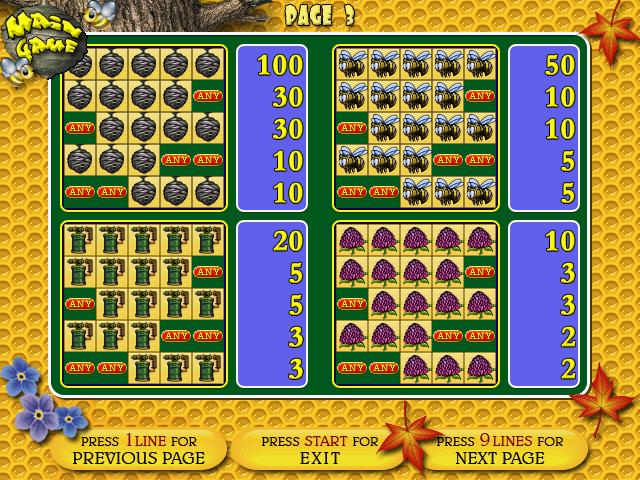 PAGE 3
MAIN
GAME
100
ANY 30
ANY 30
ANY ANY 10
ANY ANY 10
50
ANY 10
ANY 10
ANY ANY 5
ANY ANY 5
20
ANY 5
ANY 5
ANY ANY 3
ANY ANY 3
10
ANY 3
ANY 3
ANY ANY 2
ANY ANY 2
PRESS 1 LINE FOR
PREVIOUS PAGE
PRESS START FOR
EXIT
PRESS 9 LINES FOR
NEXT PAGE